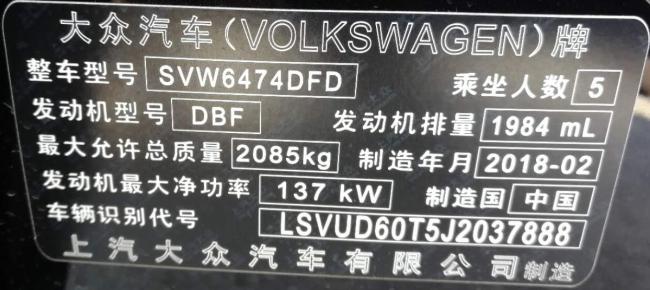 大众汽车(VOLKSWAGEN)牌
整车型号 SVW6474DFD 乘坐人数 5
发动机型号 DBF 发动机排量 1984 mL
最大允许总质量 2085kg 制造年月 2018-02
发动机最大净功率 137 kW 制造国 中国
车辆识别代号 LSVUD60T5J2037888
上汽大众汽车有限公司制造